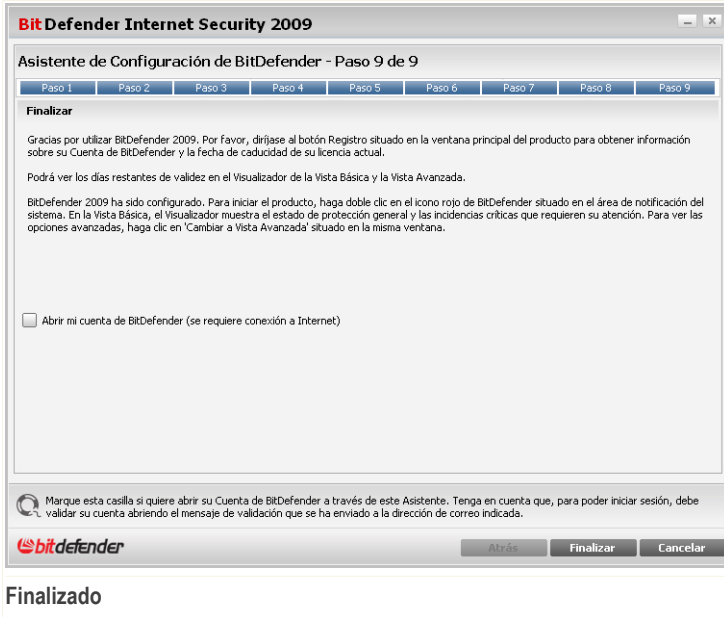 BitDefender Internet Security 2009
Asistente de Configuración de BitDefender - Paso 9 de 9
Paso 1 Paso 2 Paso 3 Paso 4 Paso 5 Paso 6 Paso 7 Paso 8 Paso 9
Finalizar
Gracias por utilizar BitDefender 2009. Por favor, diríjase al botón Registro situado en la ventana principal del producto para obtener información
sobre su Cuenta de BitDefender y la fecha de caducidad de su licencia actual.
Podrá ver los días restantes de validez en el Visualizador de la Vista Básica y la Vista Avanzada.
BitDefender 2009 ha sido configurado. Para iniciar el producto, haga doble clic en el icono rojo de BitDefender situado en el área de notificación del
sistema. En la Vista Básica, el Visualizador muestra el estado de protección general y las incidencias críticas que requieren su atención. Para ver las
opciones avanzadas, haga clic en 'Cambiar a Vista Avanzada' situado en la misma ventana.
Abrir mi cuenta de BitDefender (se requiere conexión a Internet)
Marque esta casilla si quiere abrir su Cuenta de BitDefender a través de este Asistente. Tenga en cuenta que, para poder iniciar sesión, debe
validar su cuenta abriendo el mensaje de validación que se ha enviado a la dirección de correo
indicada.
bitdefender
Atrás Finalizar Cancelar
Finalizado